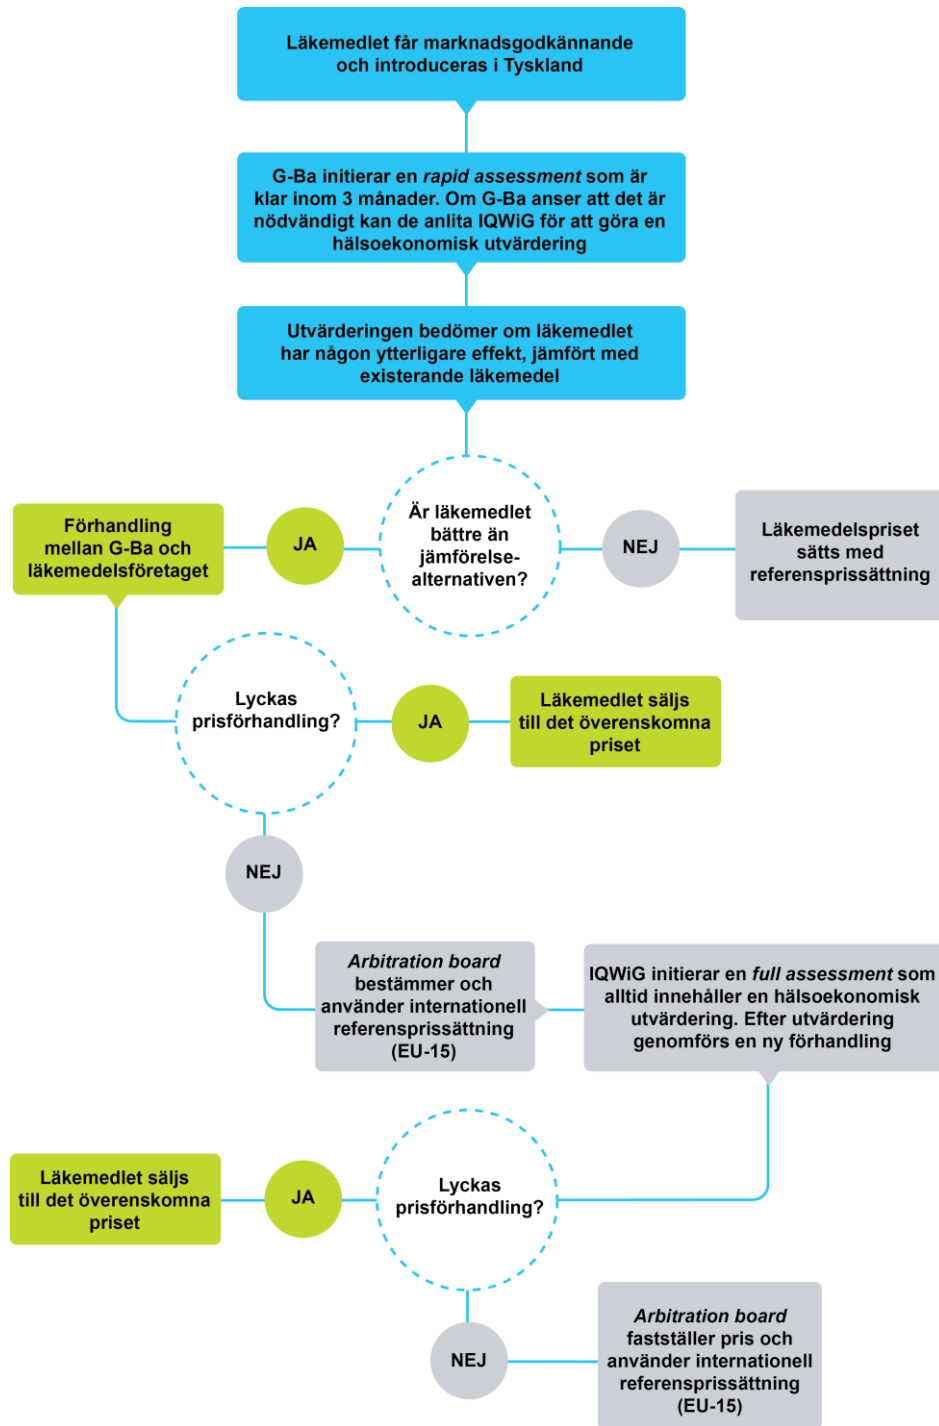 Läkemedlet får marknadsgodkännande
och introduceras i Tyskland
G-Ba initierar en rapid assessment som är
klar inom 3 månader. Om G-Ba anser att det är
nödvändigt kan de anlita IQWiG för att göra en
hälsoekonomisk utvärdering
Utvärderingen bedömer om läkemedlet
har någon ytterligare effekt, jämfört med
existerande läkemedel
Är läkemedlet
bättre än
jämförelse-
alternativen?
JA
Förhandling
mellan G-Ba och
läkemedelsföretaget
NEJ
Läkemedelspriset
sätts med
referensprissättning
Lyckas
prisförhandling?
JA
Läkemedlet säljs
till det överenskomna
priset
NEJ
Arbitration board
bestämmer och
använder internationell
referensprissättning
(EU-15)
IQWiG initierar en full assessment som
alltid innehåller en hälsoekonomisk
utvärdering. Efter utvärdering
genomförs en ny förhandling
Lyckas
prisförhandling?
JA
Läkemedlet säljs
till det överenskomna
priset
NEJ
Arbitration board
fastställer pris och
använder internationell
referensprissättning
(EU-15)